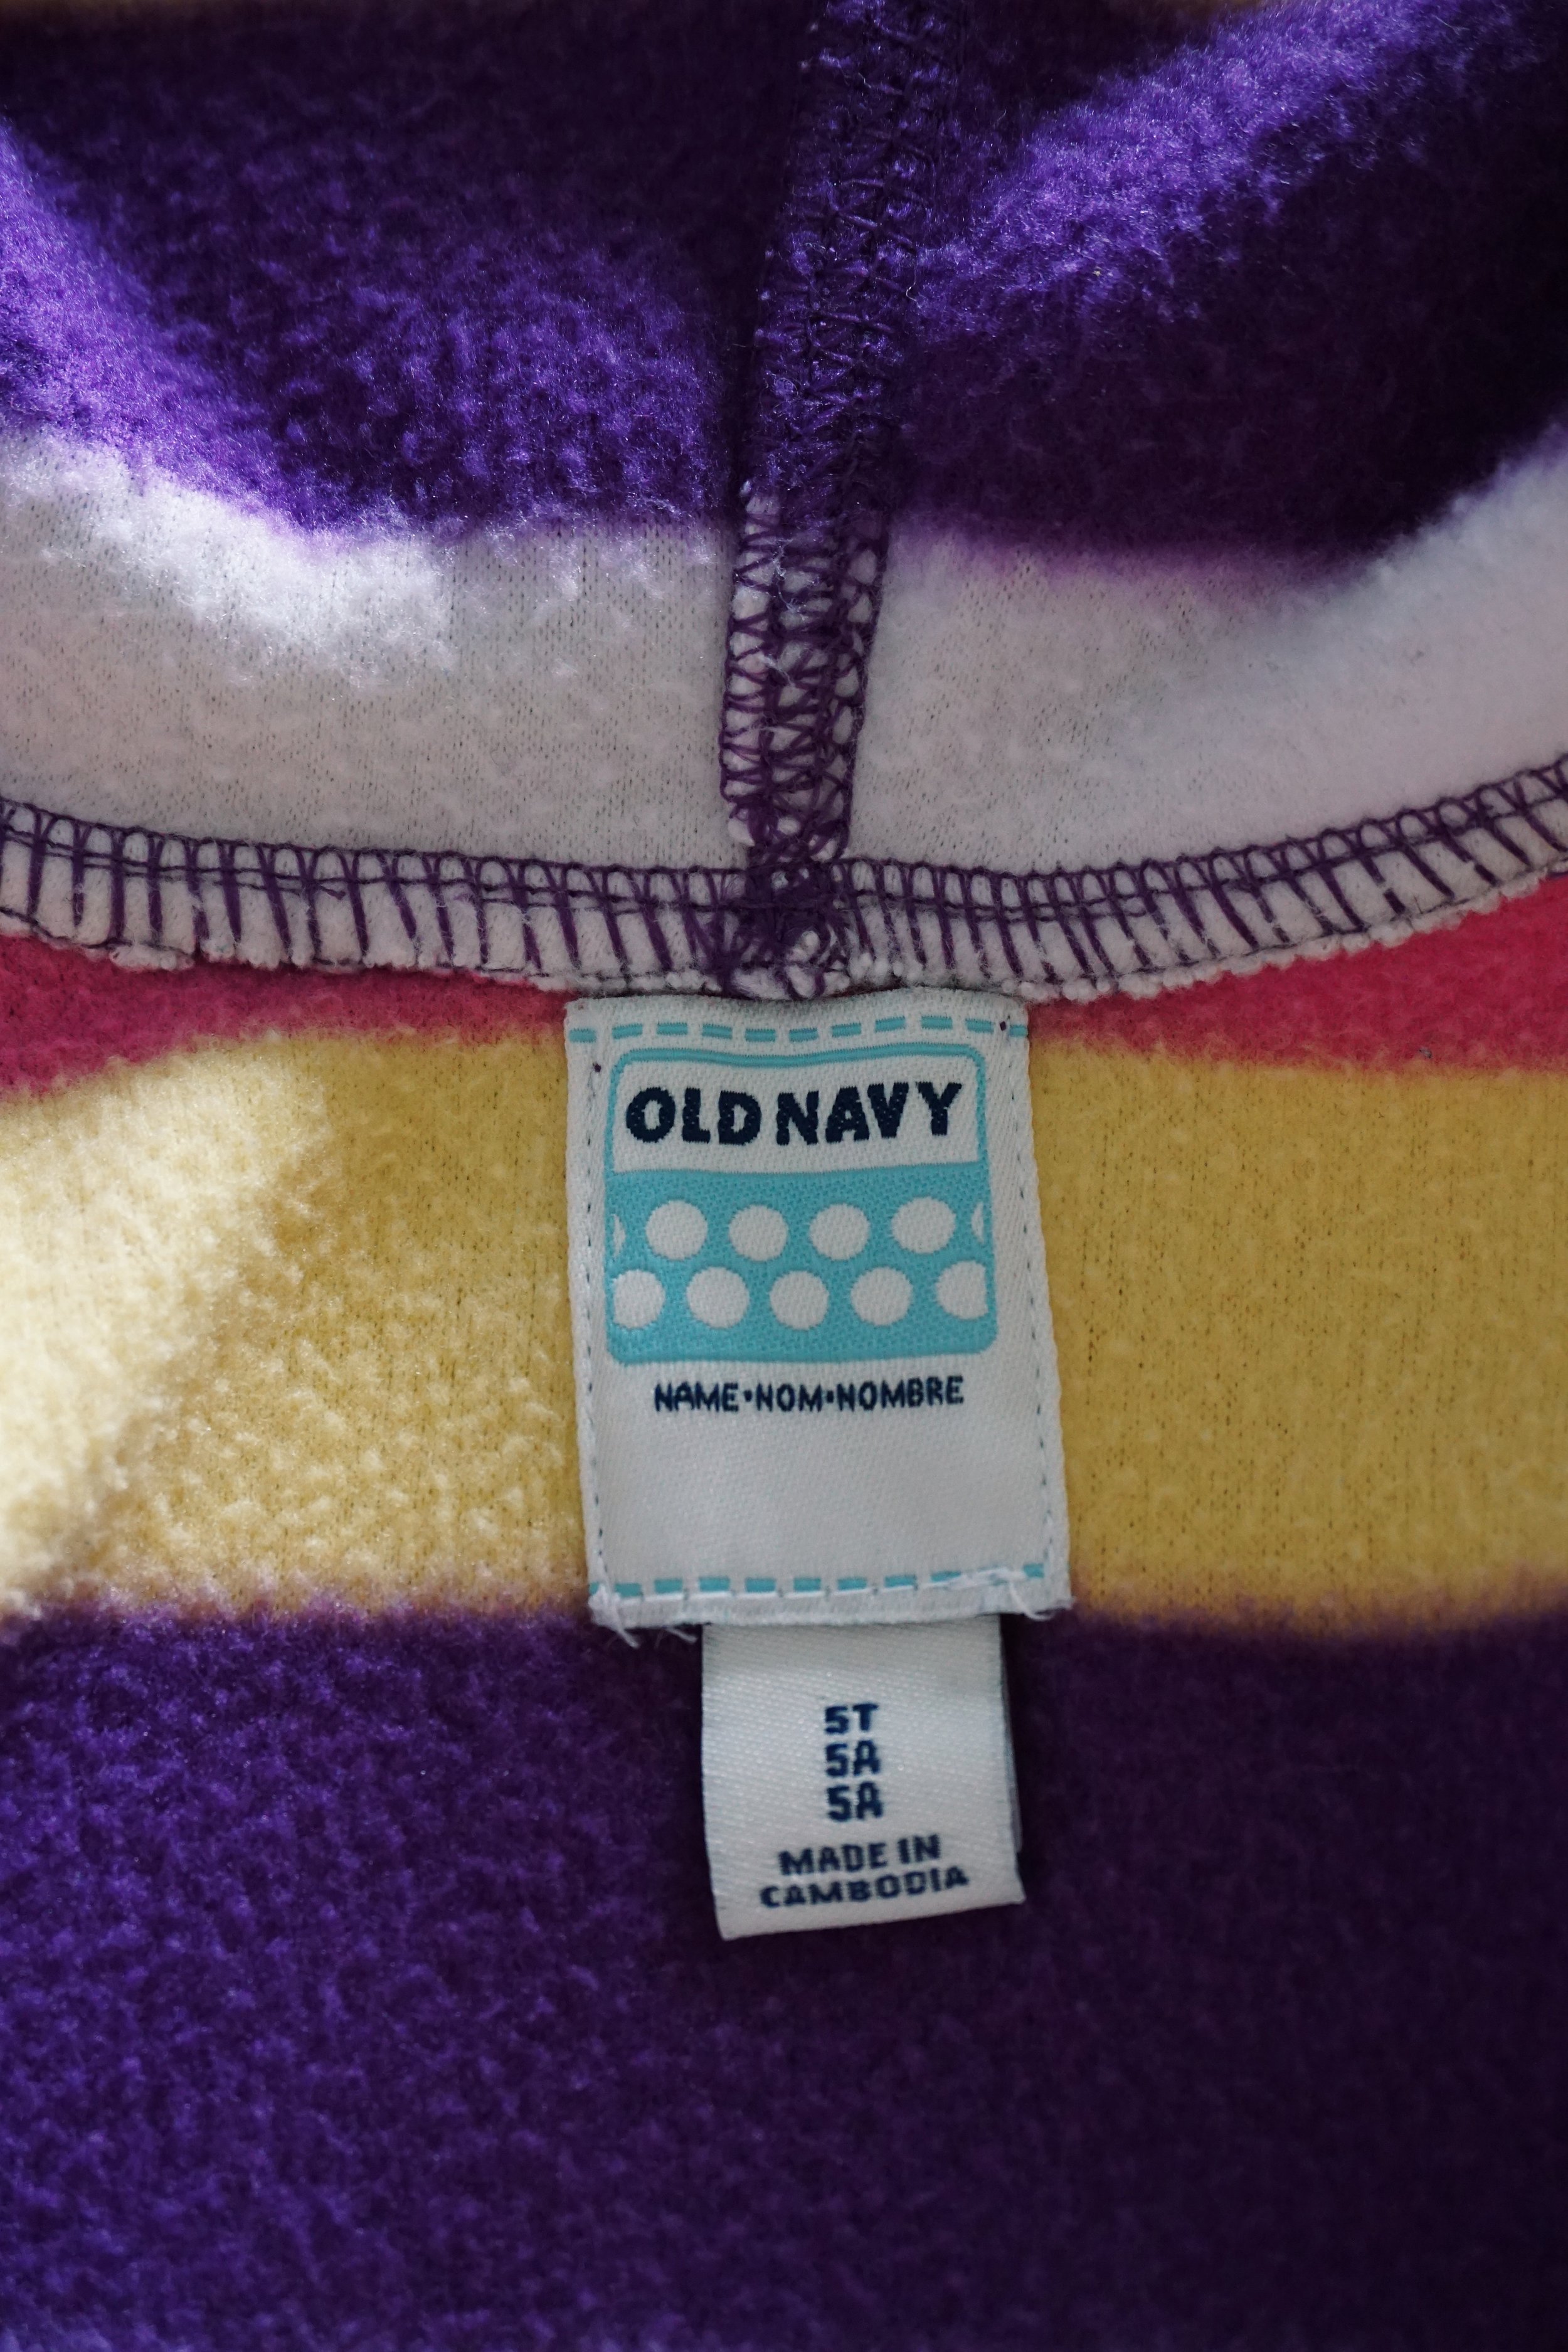 OLD NAVY
NAME•NOM•NOMBRE
5T
5A
5A
MADE IN
CAMBODIA